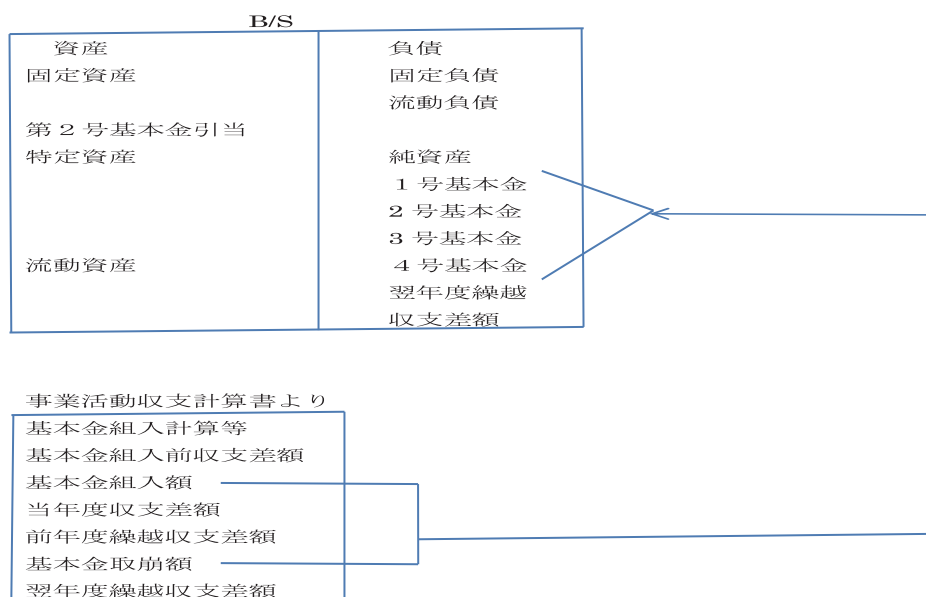 B/S
資産
固定資産
第2号基本金引当
特定資産
流動資産
負債
固定負債
流動負債
純資産
1号基本金
2号基本金
3号基本金
4号基本金
翌年度繰越
収支差額
事業活動収支計算書より
基本金組入計算等
基本金組入前収支差額
基本金組入額
当年度収支差額
前年度繰越収支差額
基本金取崩額
翌年度繰越収支差額